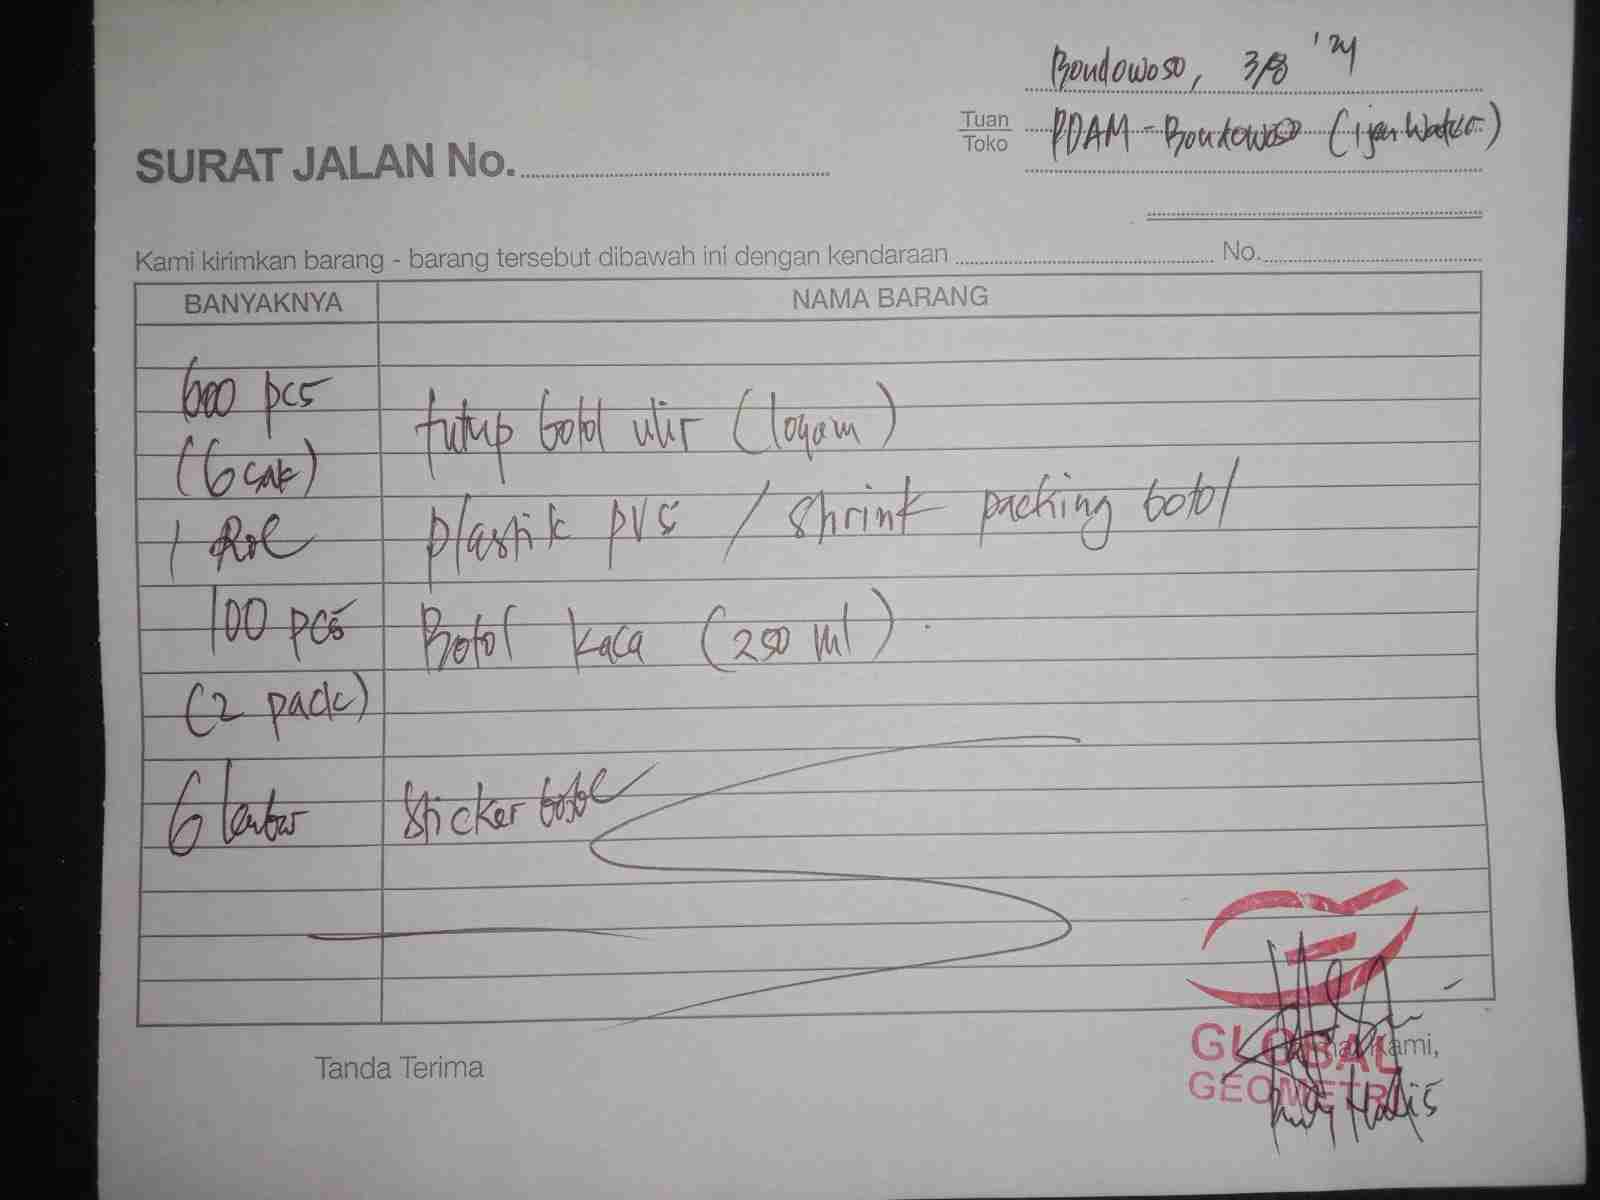 Bondowoso, 3/8 '24
Tuan
Toko
PDAM - Bondowoso (Ijen Water)
SURAT JALAN No.
Kami kirimkan barang - barang tersebut dibawah ini dengan kendaraan No.
BANYAKNYA NAMA BARANG
600 pcs tutup botol ulir (logam)
(6 sak)
1 Rol plastik pvs / shrink packing botol
100 pcs Botol kaca (250 ml).
(2 pack)
6 lembar sticker botol
GLOBAL
GEOMETRI
Tanda Terima Kami,